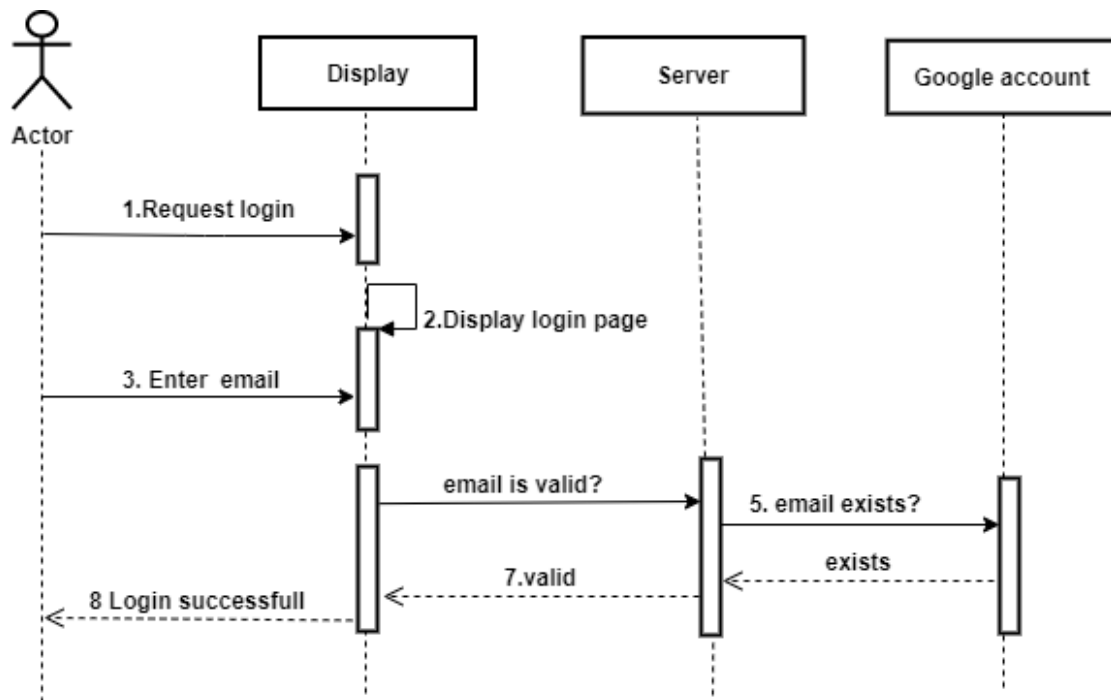 Display
Server
Google account
Actor
1.Request login
2.Display login page
3. Enter  email
email is valid?
5. email exists?
exists
7.valid
8 Login successfull